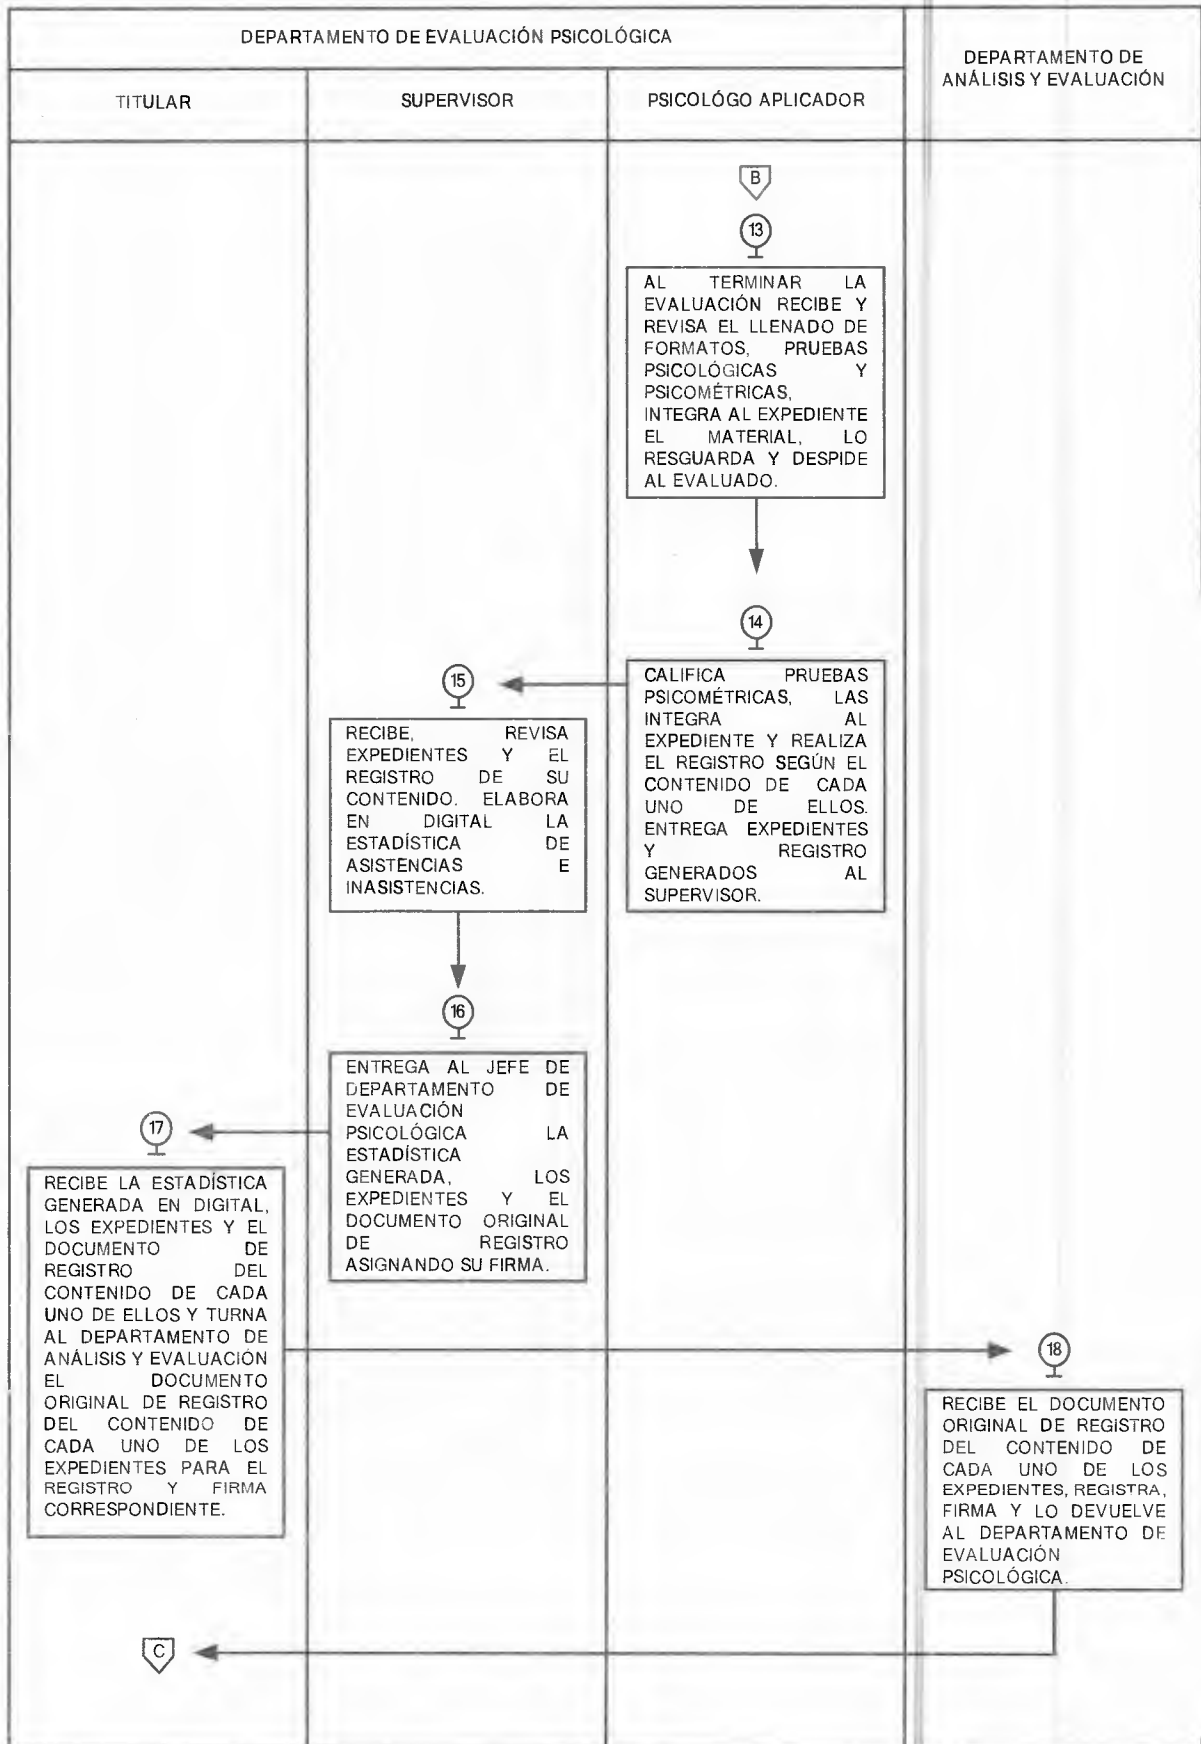 DEPARTAMENTO DE EVALUACIÓN PSICOLÓGICA
DEPARTAMENTO DE
ANÁLISIS Y EVALUACIÓN
TITULAR
SUPERVISOR
PSICOLÓGO APLICADOR
B
13
AL TERMINAR LA
EVALUACIÓN RECIBE Y
REVISA EL LLENADO DE
FORMATOS, PRUEBAS
PSICOLÓGICAS Y
PSICOMÉTRICAS,
INTEGRA AL EXPEDIENTE
EL MATERIAL, LO
RESGUARDA Y DESPIDE
AL EVALUADO.
14
CALIFICA PRUEBAS
PSICOMÉTRICAS, LAS
INTEGRA AL
EXPEDIENTE Y REALIZA
EL REGISTRO SEGÚN EL
CONTENIDO DE CADA
UNO DE ELLOS.
ENTREGA EXPEDIENTES
Y REGISTRO
GENERADOS AL
SUPERVISOR.
15
RECIBE, REVISA
EXPEDIENTES Y EL
REGISTRO DE SU
CONTENIDO. ELABORA
EN DIGITAL LA
ESTADÍSTICA DE
ASISTENCIAS E
INASISTENCIAS.
16
ENTREGA AL JEFE DE
DEPARTAMENTO DE
EVALUACIÓN
PSICOLÓGICA LA
ESTADÍSTICA
GENERADA, LOS
EXPEDIENTES Y EL
DOCUMENTO ORIGINAL
DE REGISTRO
ASIGNANDO SU FIRMA.
17
RECIBE LA ESTADÍSTICA
GENERADA EN DIGITAL,
LOS EXPEDIENTES Y EL
DOCUMENTO DE
REGISTRO DEL
CONTENIDO DE CADA
UNO DE ELLOS Y TURNA
AL DEPARTAMENTO DE
ANÁLISIS Y EVALUACIÓN
EL DOCUMENTO
ORIGINAL DE REGISTRO
DEL CONTENIDO DE
CADA UNO DE LOS
EXPEDIENTES PARA EL
REGISTRO Y FIRMA
CORRESPONDIENTE.
18
RECIBE EL DOCUMENTO
ORIGINAL DE REGISTRO
DEL CONTENIDO DE
CADA UNO DE LOS
EXPEDIENTES, REGISTRA,
FIRMA Y LO DEVUELVE
AL DEPARTAMENTO DE
EVALUACIÓN
PSICOLÓGICA.
C